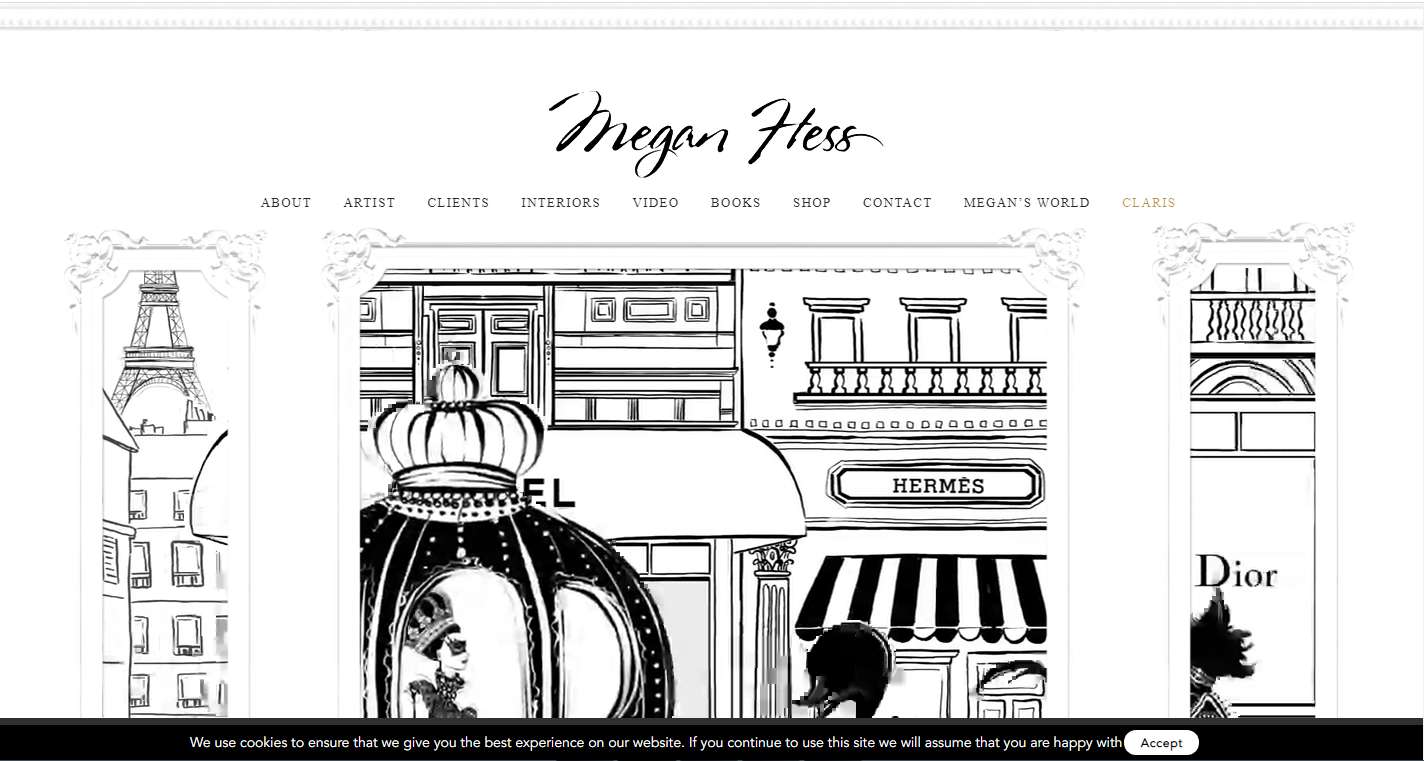 Megan Hess
ABOUT ARTIST CLIENTS INTERIORS VIDEO BOOKS SHOP CONTACT MEGAN’S WORLD CLARIS
EL
HERMÈS
Dior
We use cookies to ensure that we give you the best experience on our website. If you continue to use this site we will assume that you are happy with Accept